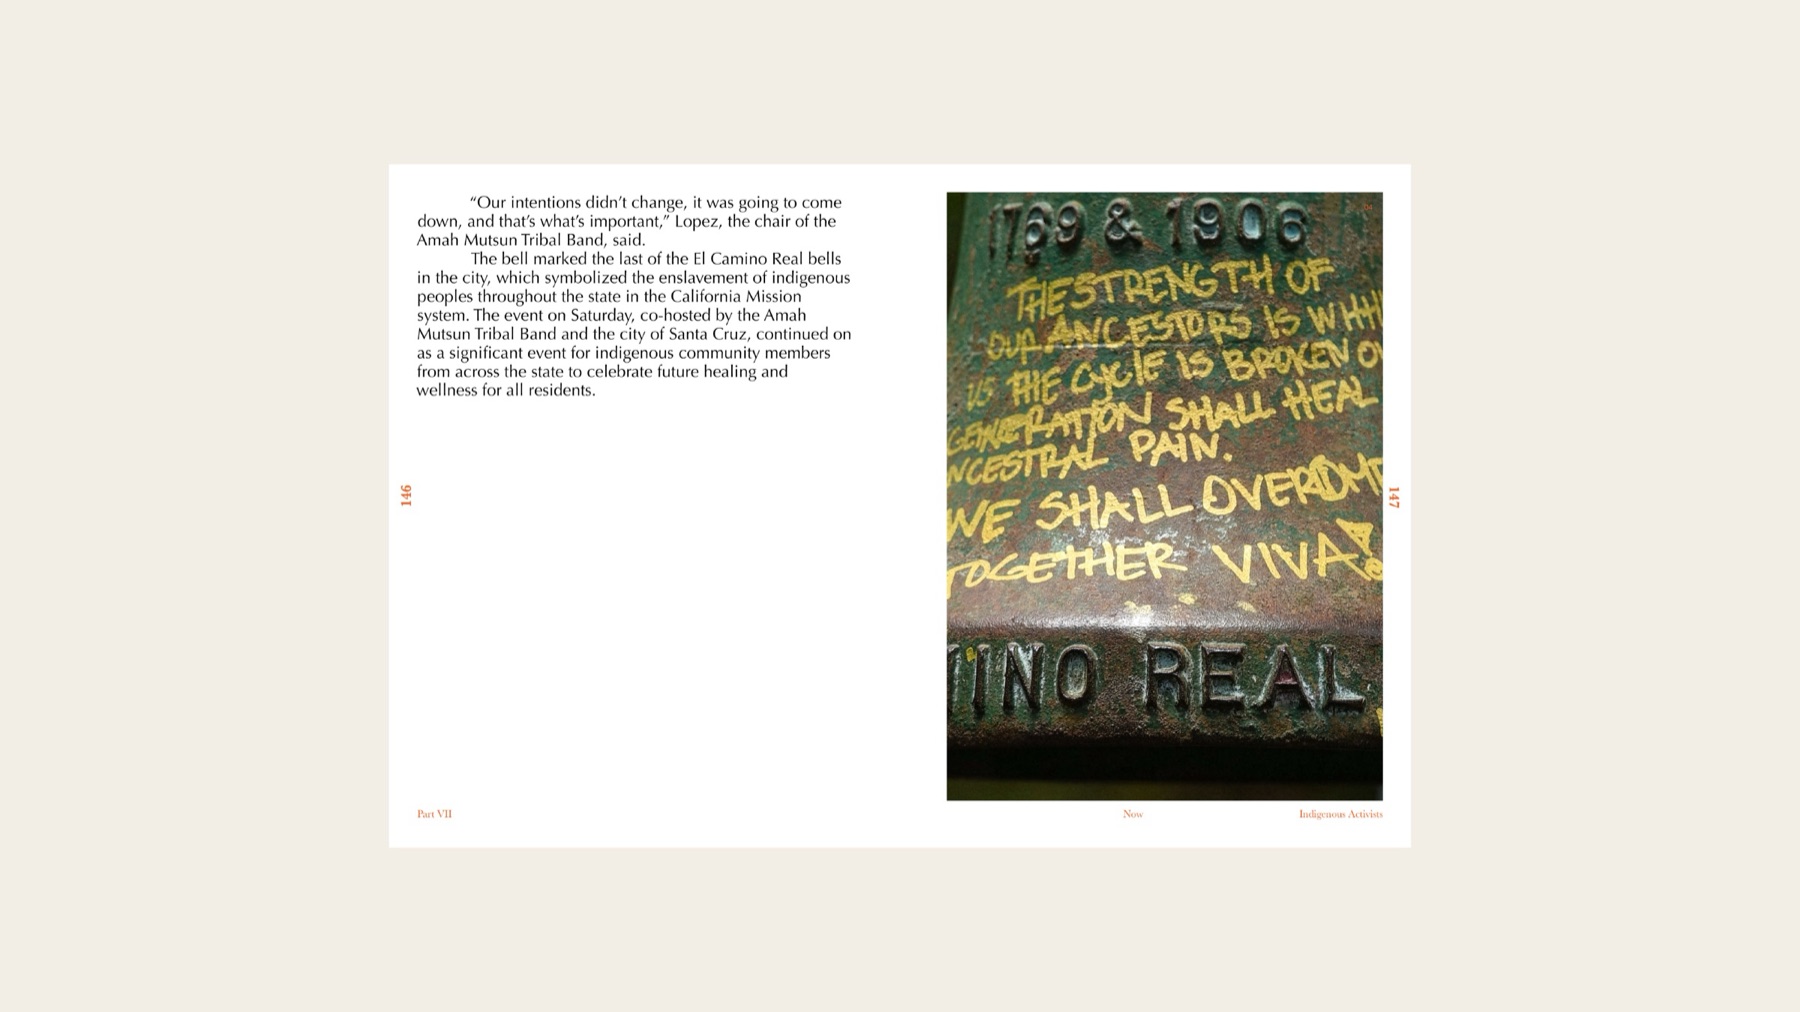 “Our intentions didn’t change, it was going to come
down, and that’s what’s important,” Lopez, the chair of the
Amah Mutsun Tribal Band, said.
The bell marked the last of the El Camino Real bells
in the city, which symbolized the enslavement of indigenous
peoples throughout the state in the California Mission
system. The event on Saturday, co-hosted by the Amah
Mutsun Tribal Band and the city of Santa Cruz, continued on
as a significant event for indigenous community members
from across the state to celebrate future healing and
wellness for all residents.
146
Part VII
1769 & 1906
THE STRENGTH OF
OUR ANCESTORS IS WITHI
US THE CYCLE IS BROKEN
GENERATION SHALL HEAL
NCESTRAL PAIN.
WE SHALL OVERCOME
TOGETHER VIVA!
MINO REAL
147
Now
Indigenous Activists